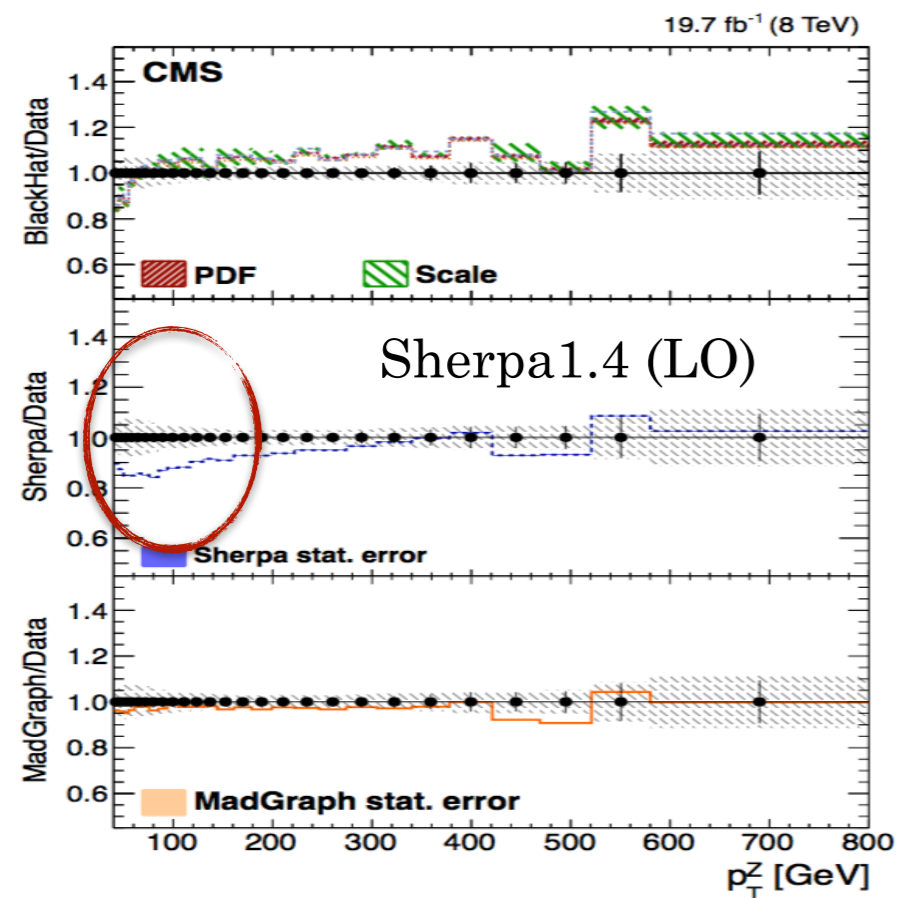 19.7 fb⁻¹ (8 TeV)
CMS
BlackHat/Data
1.4
1.2
1.0
0.8
0.6
PDF
Scale
Sherpa/Data
1.4
1.2
1.0
0.8
0.6
Sherpa1.4 (LO)
Sherpa stat. error
MadGraph/Data
1.4
1.2
1.0
0.8
0.6
MadGraph stat. error
100 200 300 400 500 600 700 800
p_T^Z [GeV]